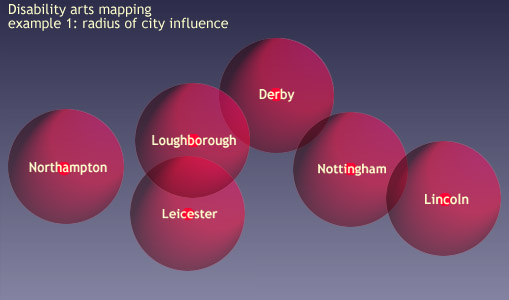 Disability arts mapping
example 1: radius of city influence
Derby
Loughborough
Northampton
Nottingham
Lincoln
Leicester